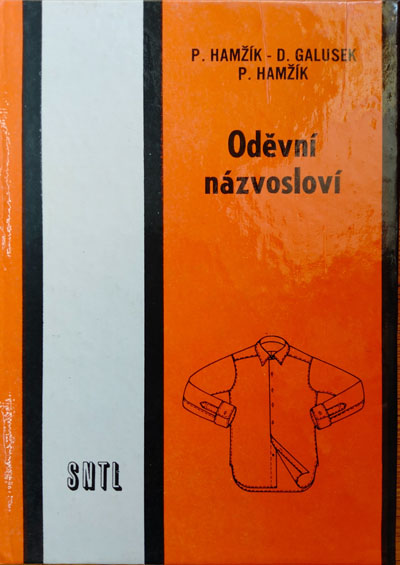 P. HAMŽÍK - D. GALUSEK
P. HAMŽÍK
Oděvní
názvosloví
SNTL